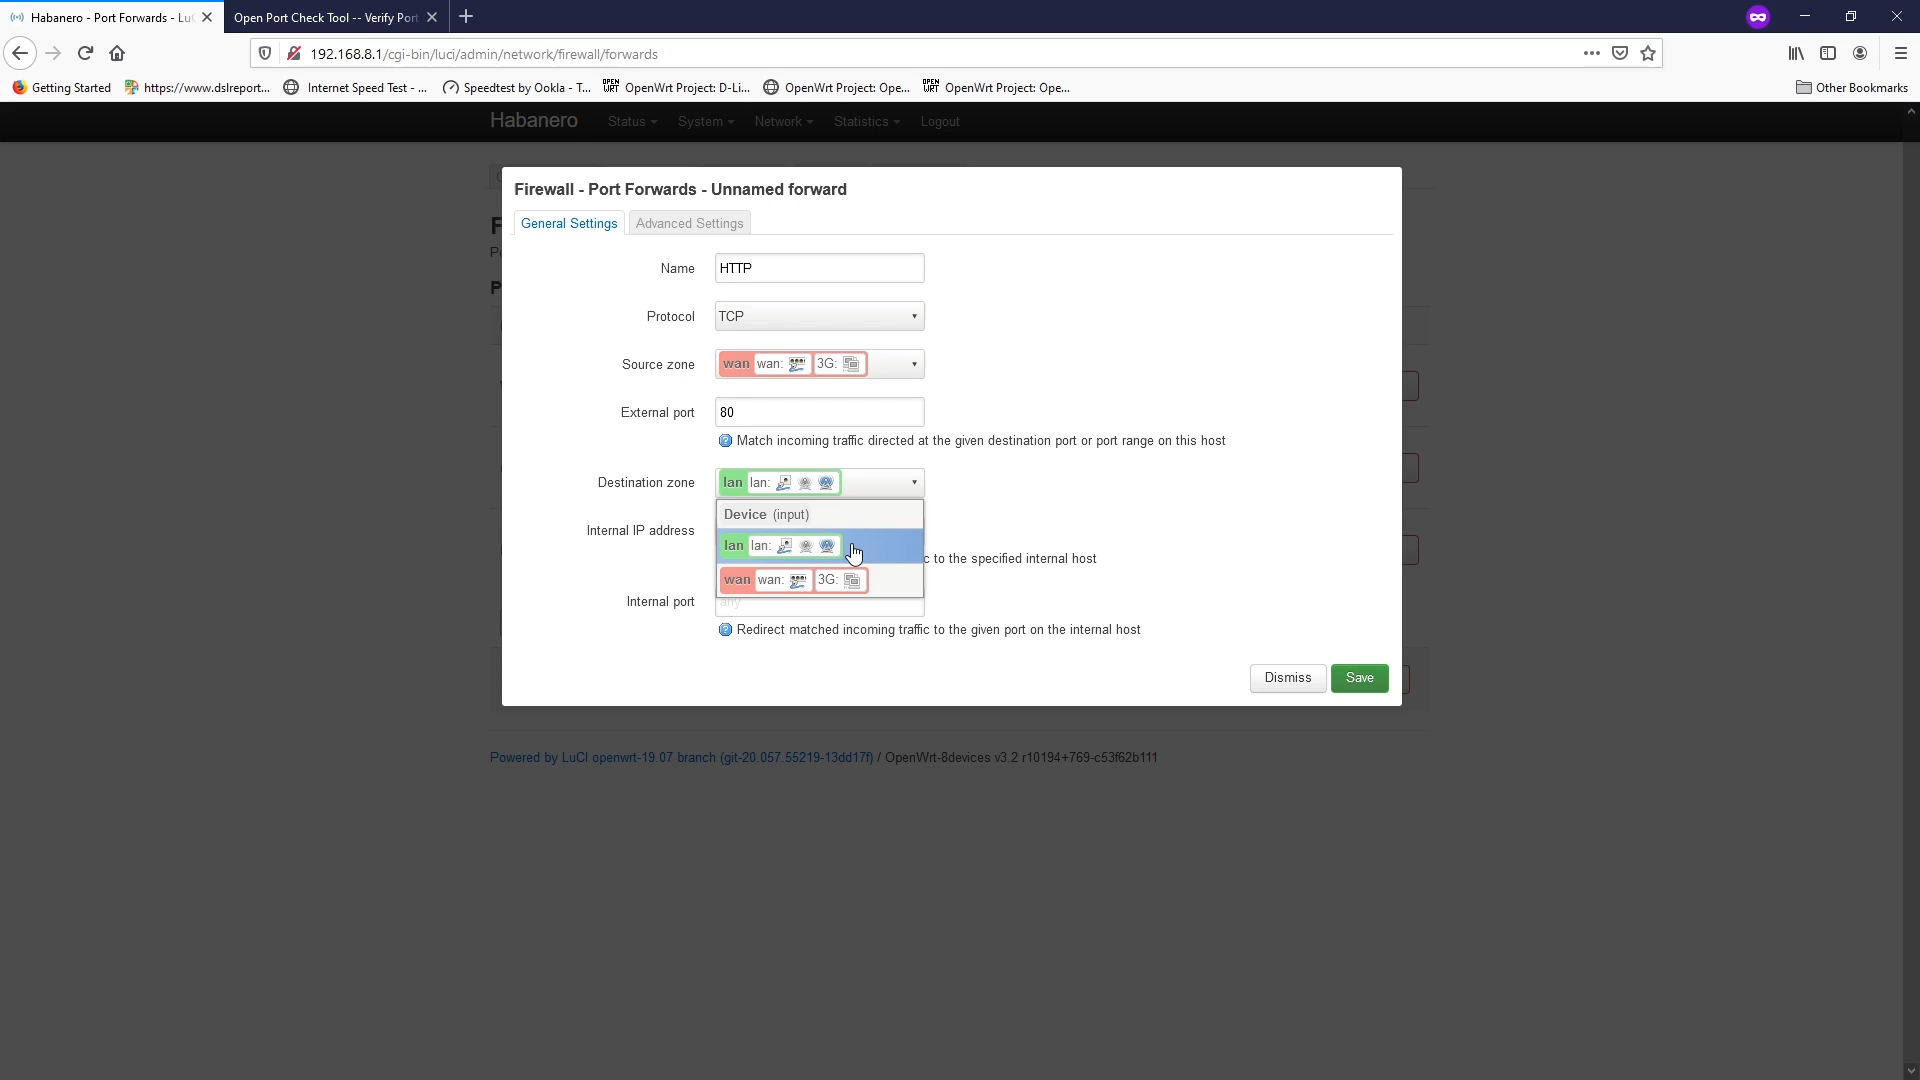 Habanero - Port Forwards - Lu
Open Port Check Tool -- Verify Port
192.168.8.1/cgi-bin/luci/admin/network/firewall/forwards
Getting Started
https://www.dslreport...
Internet Speed Test - ...
Speedtest by Ookla - T...
OPEN WRT OpenWrt Project: D-Li...
OpenWrt Project: Ope...
OPEN WRT OpenWrt Project: Ope...
Other Bookmarks
Habanero
Status
System
Network
Statistics
Logout
Firewall - Port Forwards - Unnamed forward
General Settings
Advanced Settings
Name
HTTP
Protocol
TCP
Source zone
wan wan: 3G:
External port
80
Match incoming traffic directed at the given destination port or port range on this host
Destination zone
lan lan:
Device (input)
Internal IP address
lan lan:
c to the specified internal host
wan wan: 3G:
Internal port
any
Redirect matched incoming traffic to the given port on the internal host
Dismiss
Save
Powered by LuCI openwrt-19.07 branch (git-20.057.55219-13dd17f) / OpenWrt-8devices v3.2 r10194+769-c53f62b111